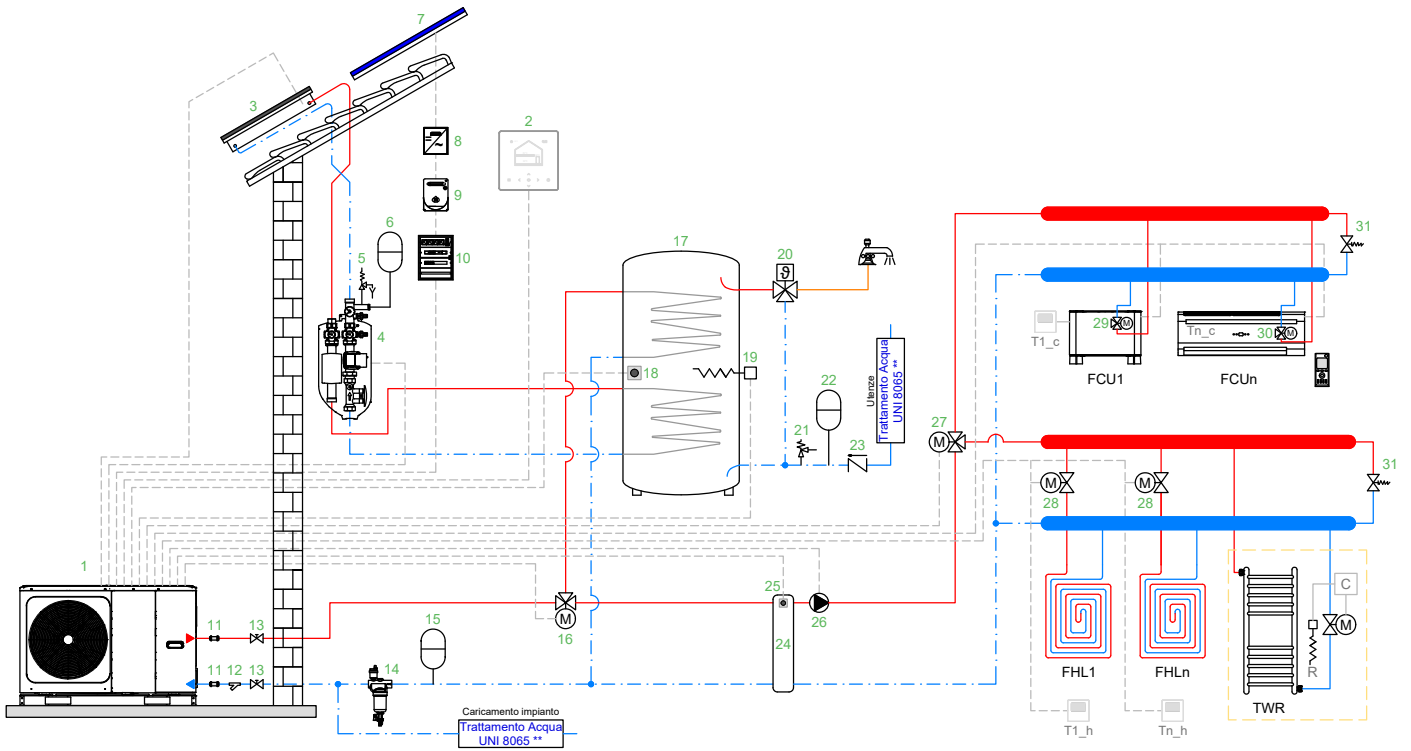 7
3
2
8
9
6
10
5
4
17
20
31
29
M
T1_c
Tn_c
30
M
FCU1
FCUn
18
19
22
Utenze
Trattamento Acqua
UNI 8065 **
21
23
27
M
31
M
28
M
28
1
25
11
13
M
16
26
15
24
11
12
13
14
C
M
R
FHL1
FHLn
TWR
T1_h
Tn_h
Caricamento impianto
Trattamento Acqua
UNI 8065 **
ϑ